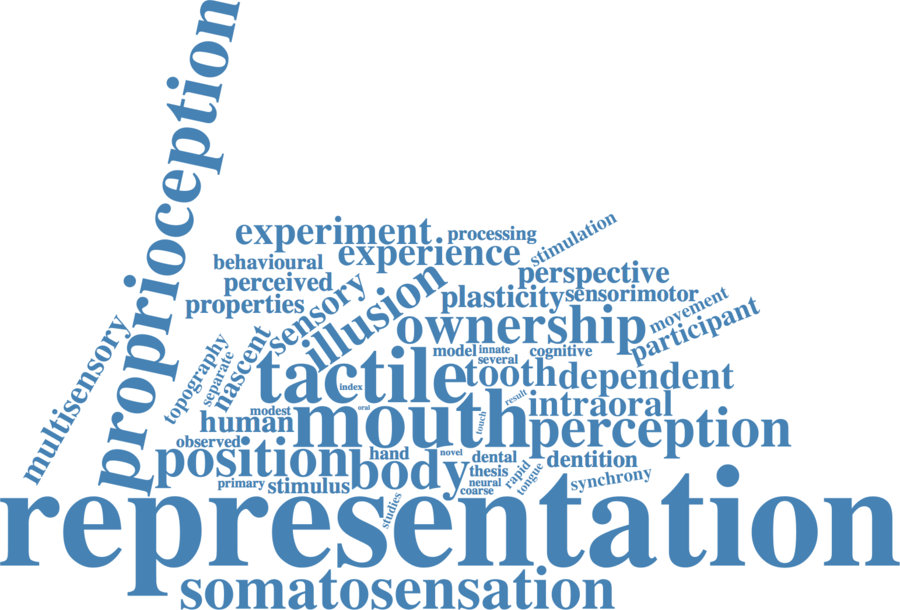 proprioception
experiment
processing
stimulation
behavioural
experience
perceived
perspective
properties
sensory
illusion
plasticity
sensorimotor
multisensory
ownership
movement
participant
topography
separate
nascent
model
innate
several
cognitive
tactile
index
tooth
dependent
modest
oral
result
human
mouth
touch
intraoral
observed
perception
position
hand
novel
body
dental
dentition
primary
stimulus
thesis
neural
coarse
rapid
tongue
synchrony
studies
representation
somatosensation